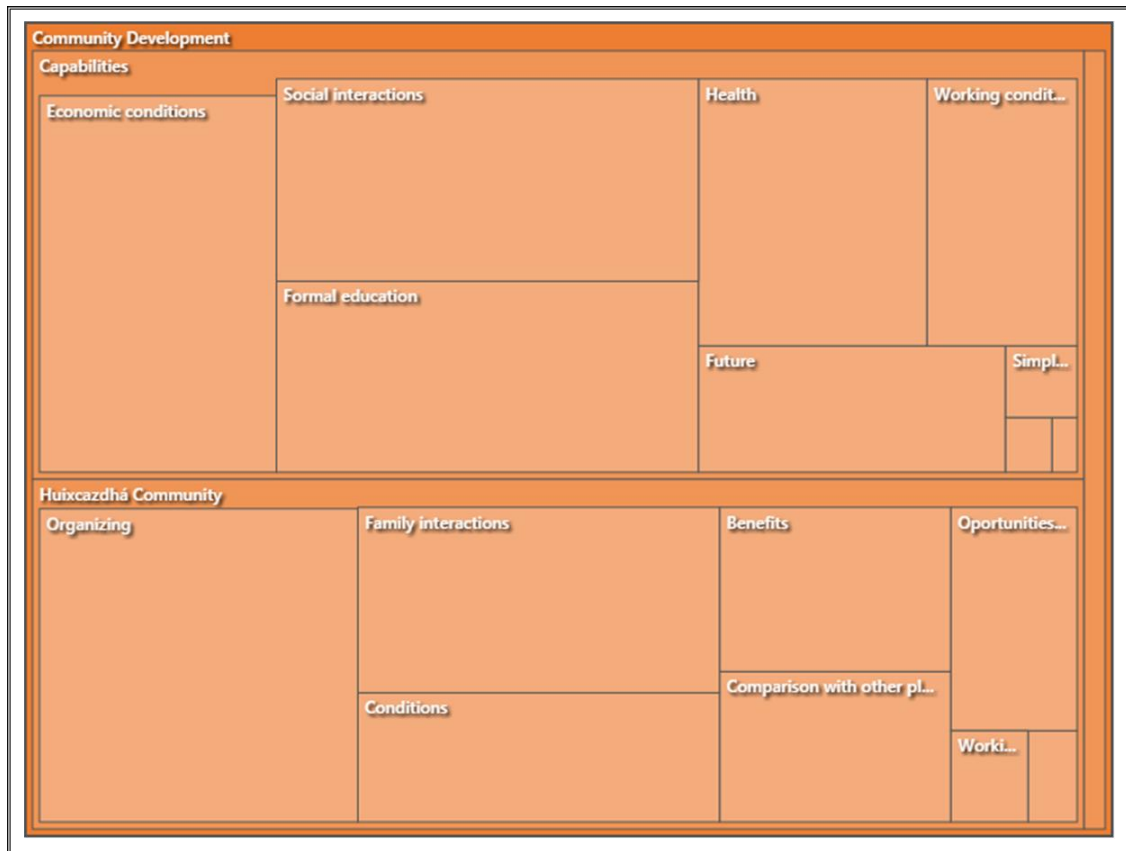 Community Development
Capabilities
Economic conditions
Social interactions
Health
Working condit...
Formal education
Future
Simpl...
Huixcazdhá Community
Organizing
Family interactions
Benefits
Oportunities...
Conditions
Comparison with other pl...
Worki...